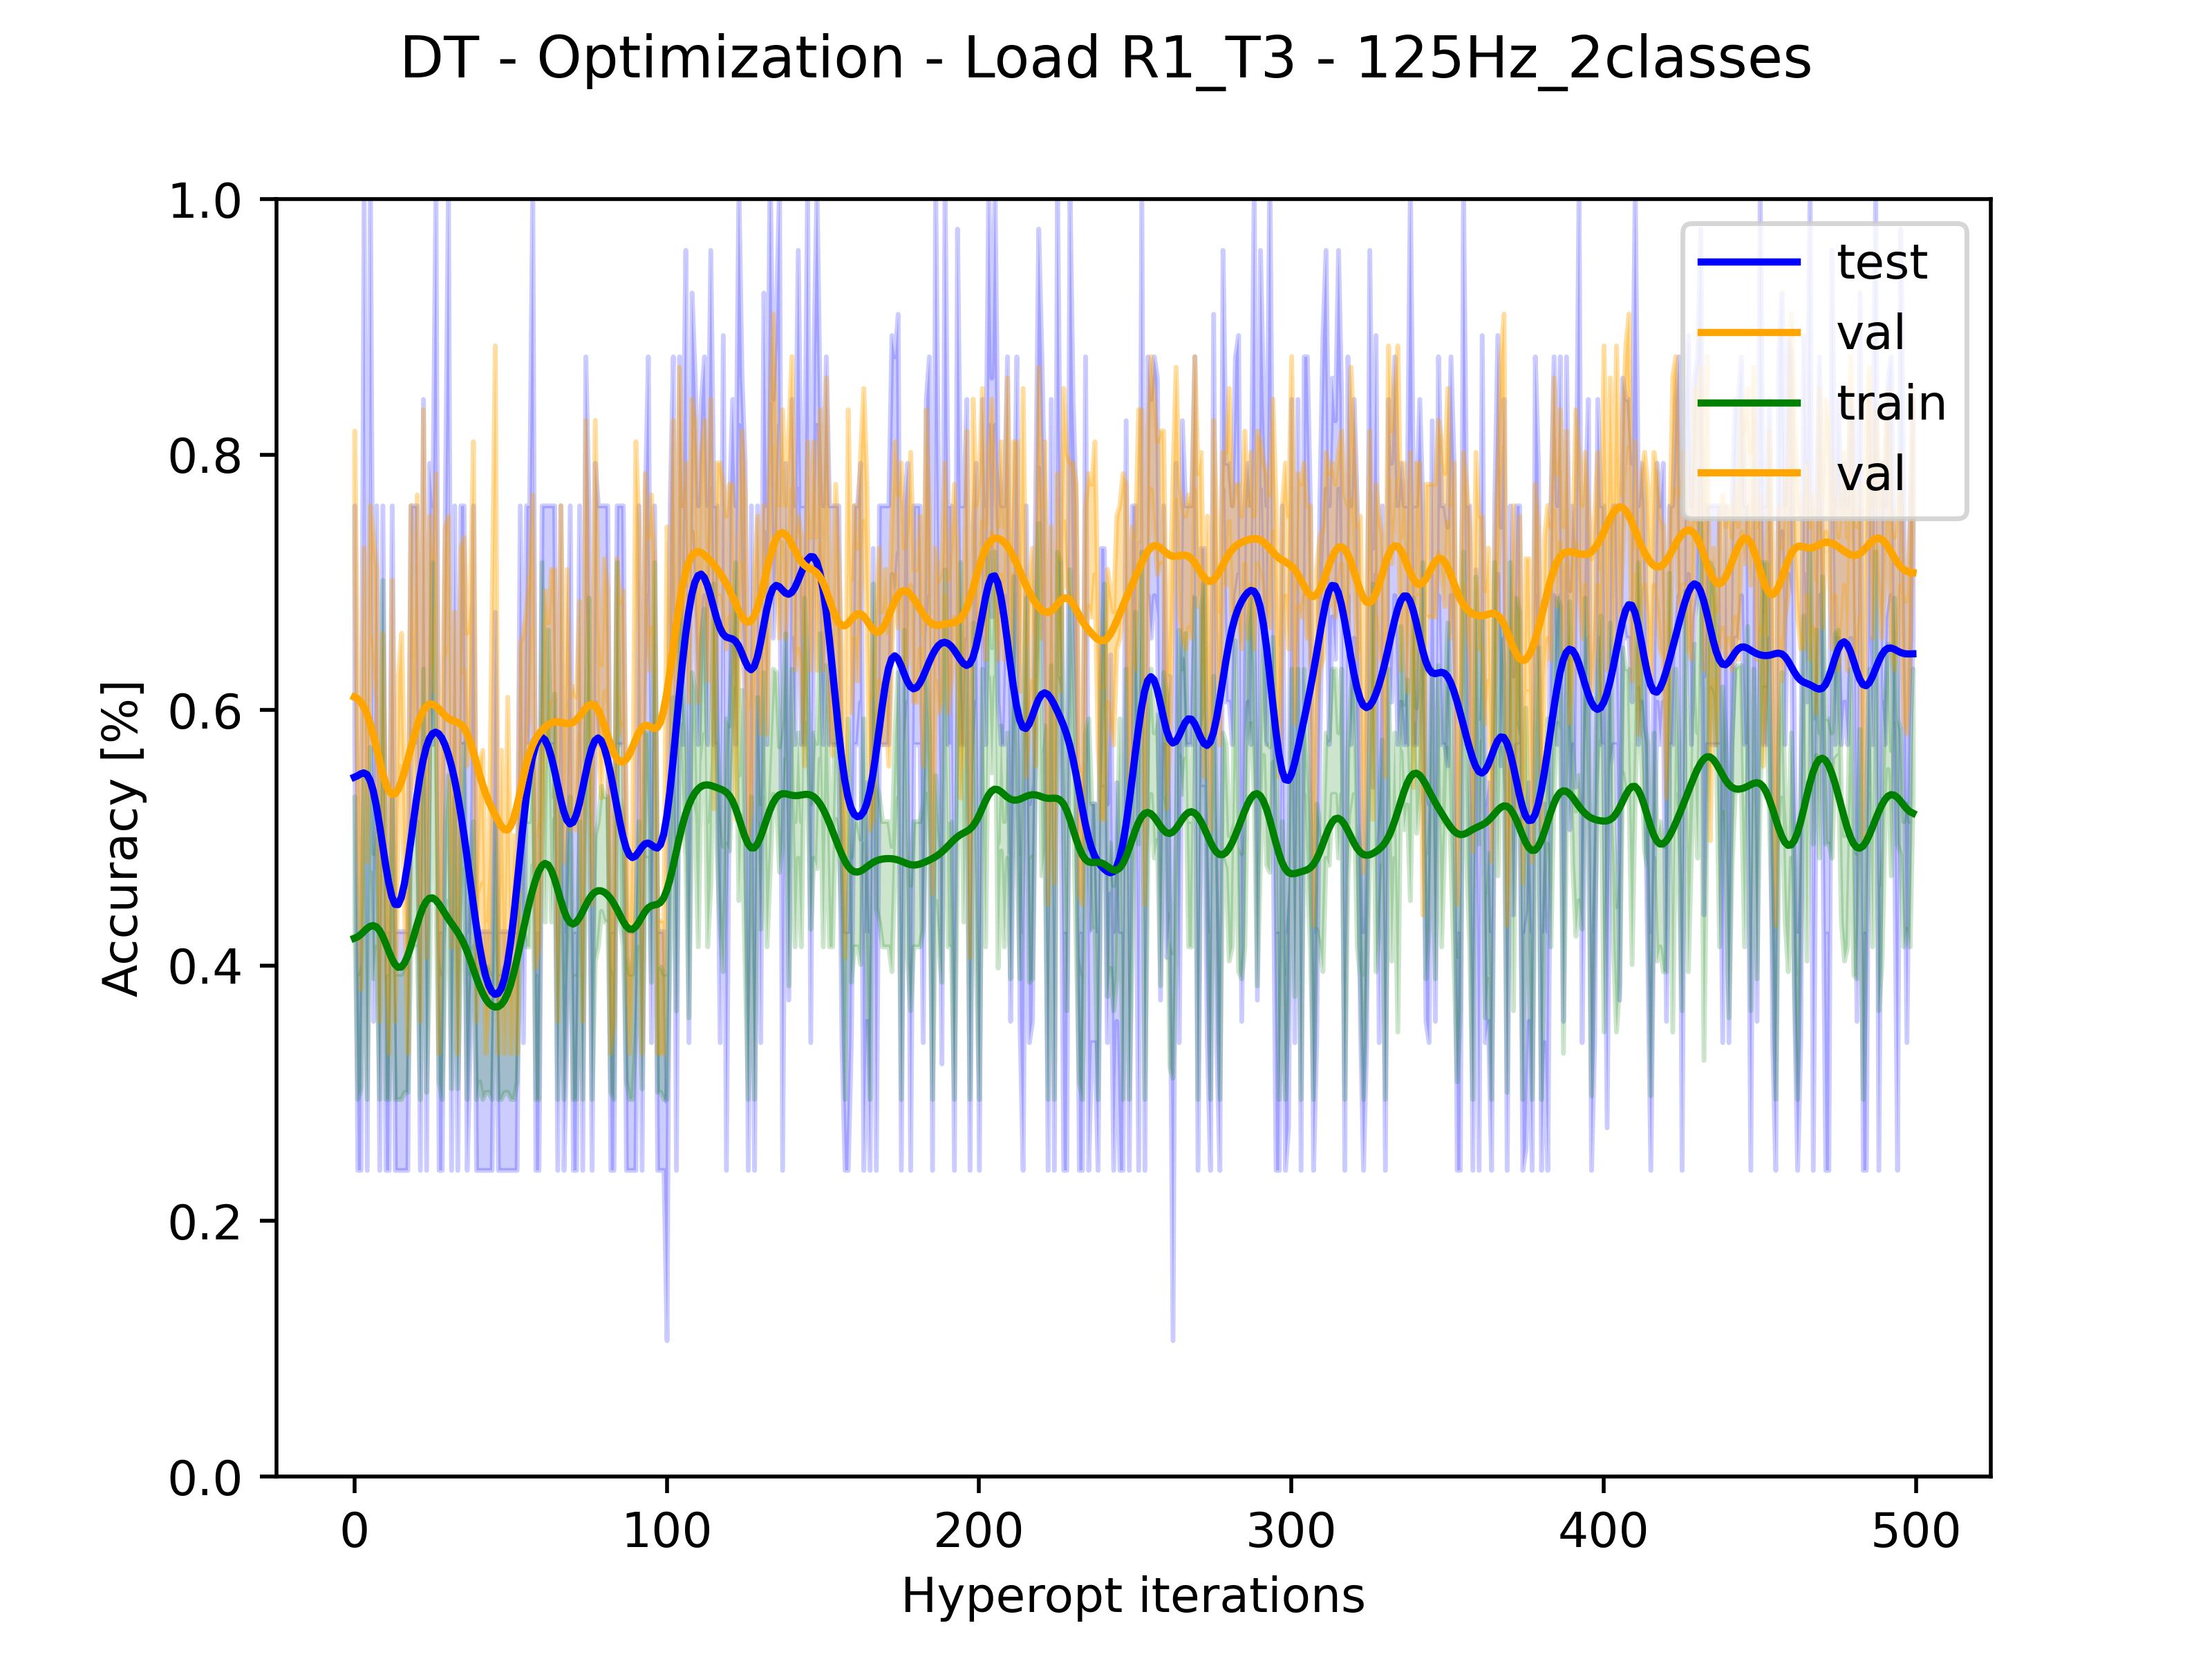 DT - Optimization - Load R1_T3 - 125Hz_2classes
1.0
0.8
0.6
0.4
0.2
0.0
Accuracy [%]
test
val
train
val
0 100 200 300 400 500
Hyperopt iterations